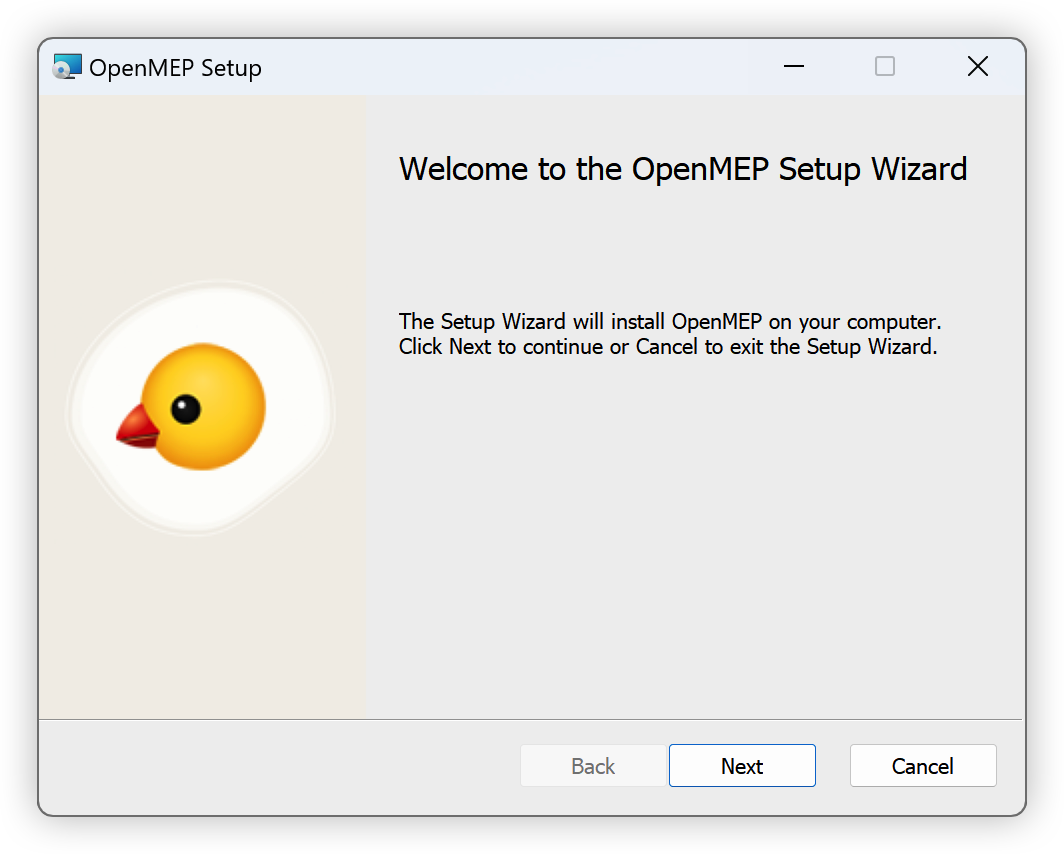 OpenMEP Setup
Welcome to the OpenMEP Setup Wizard
The Setup Wizard will install OpenMEP on your computer.
Click Next to continue or Cancel to exit the Setup Wizard.
Back
Next
Cancel